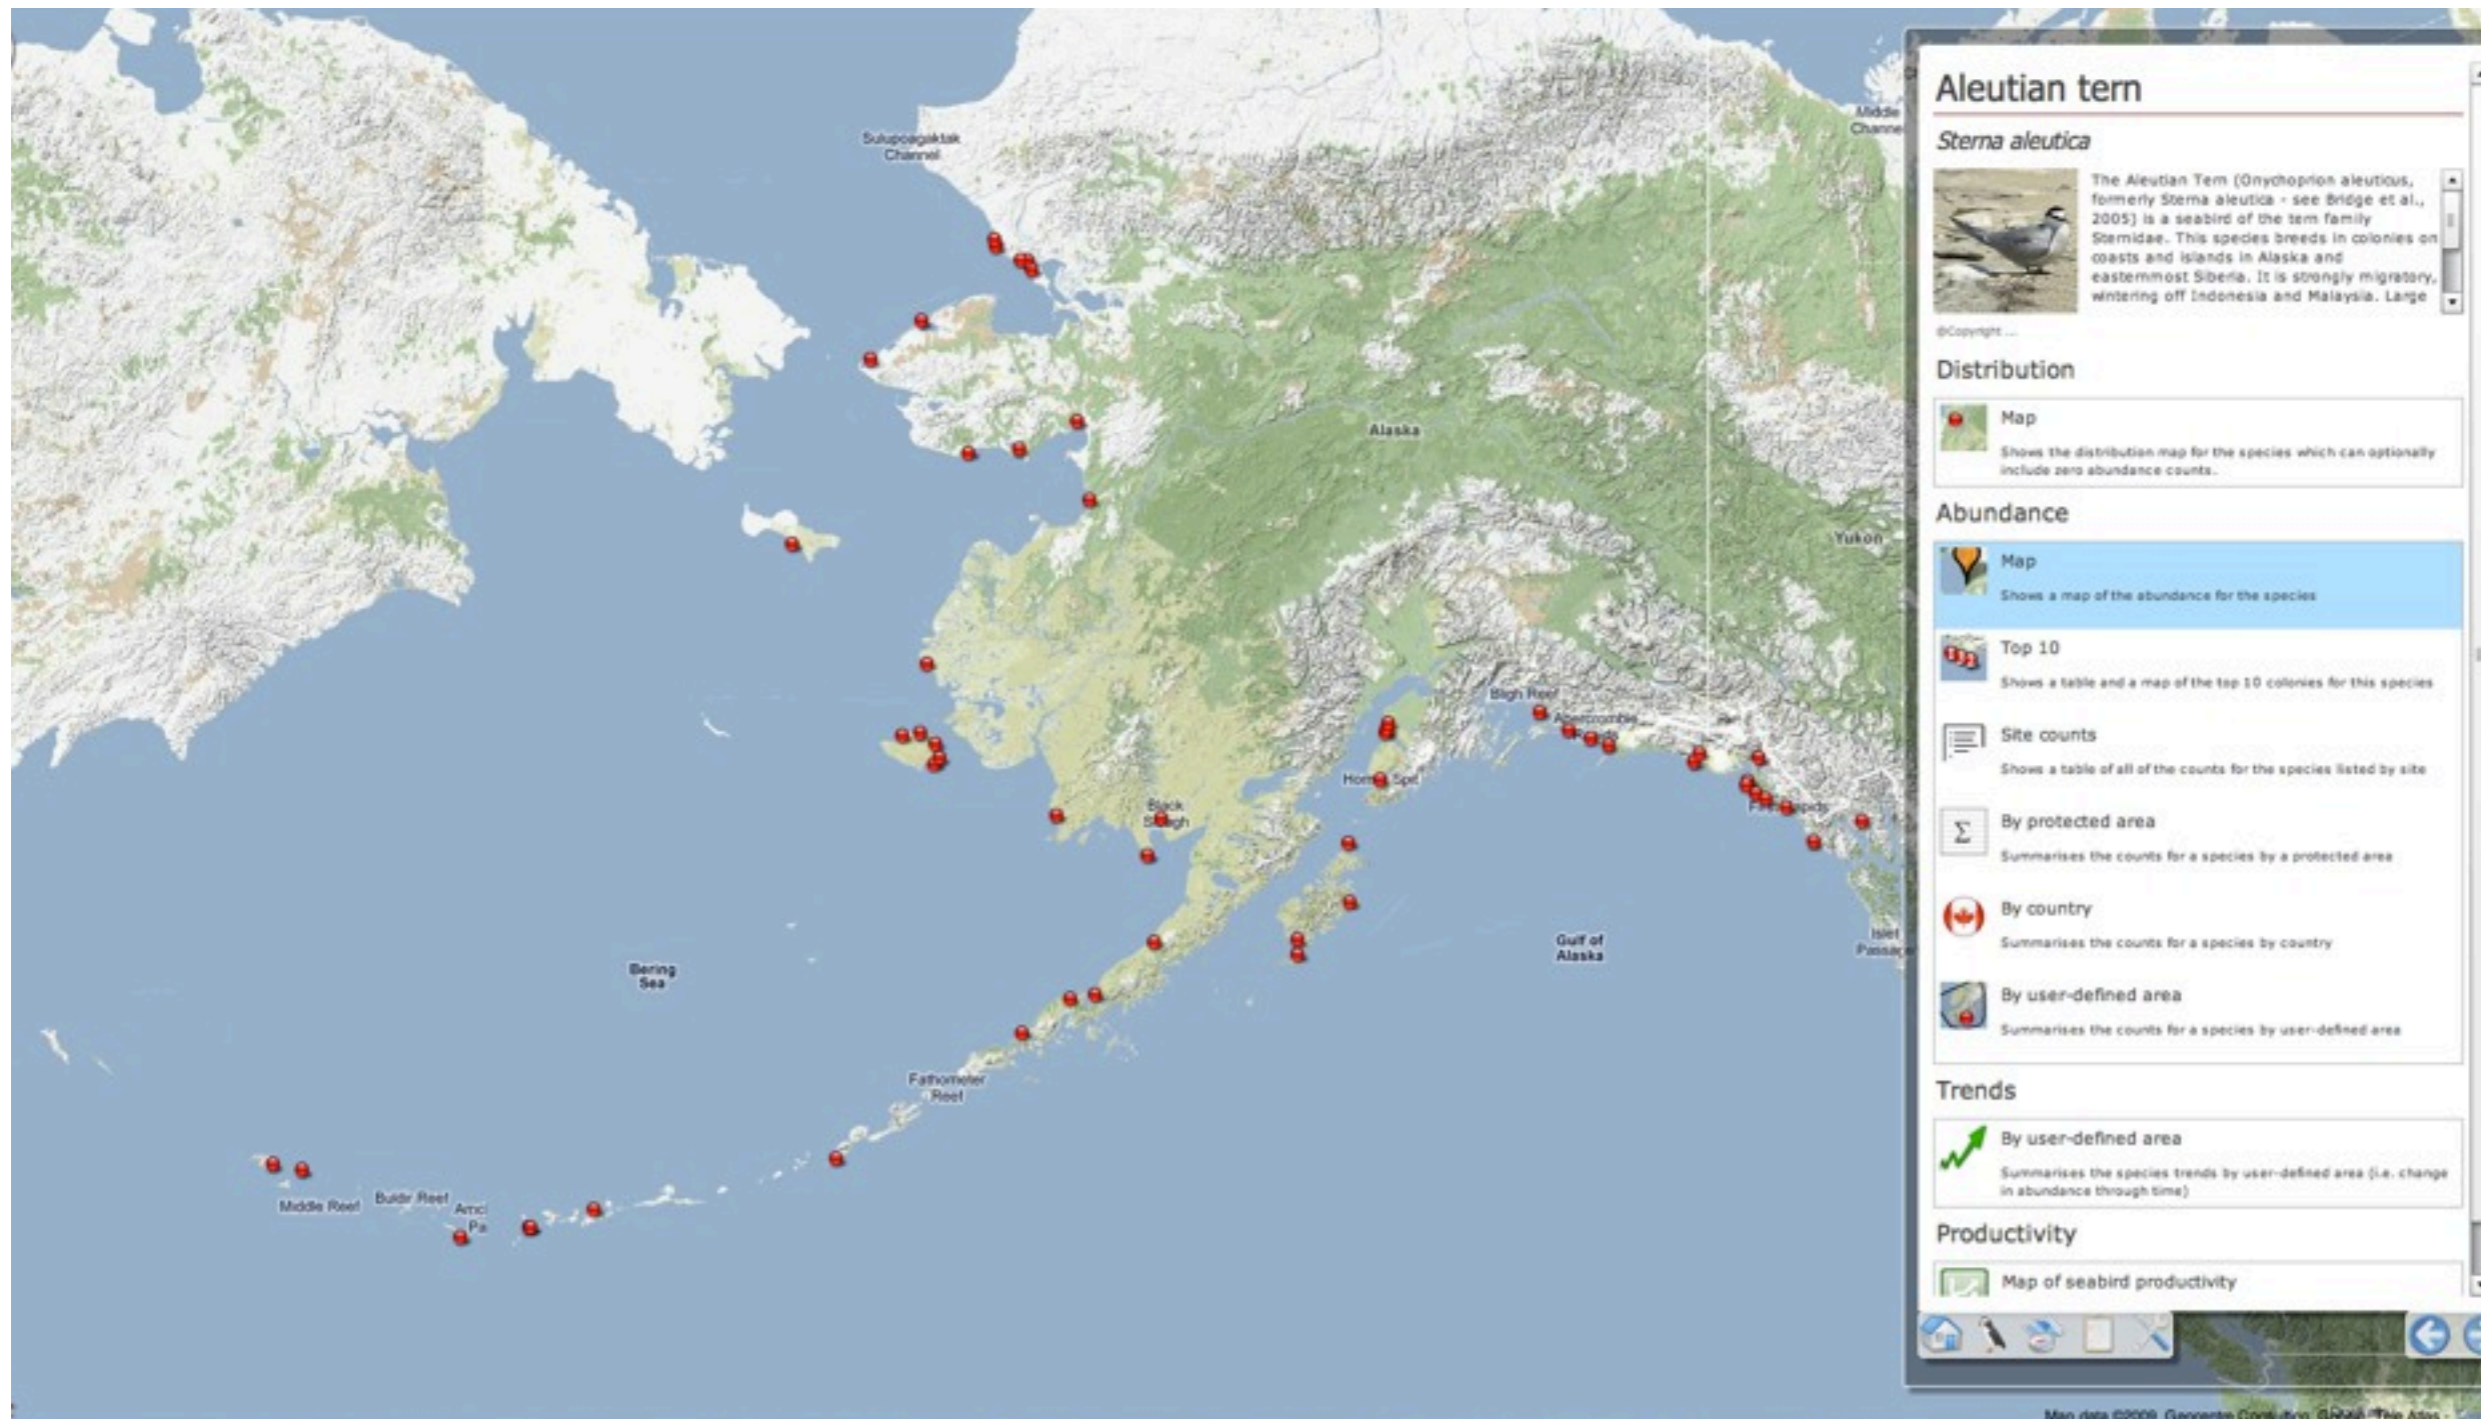 Sulupoagaktak
Channel
Middle
Alaska
Yukon
Bligh Reef
Abercrombie
Black
Gulf of
Alaska
Islet
Bering
Sea
Fathometer
Reef
Middle Reef
Buldir Reef
Aleutian tern
Sterna aleutica
The Aleutian Tern (Onychoprion aleuticus,
formerly Sterna aleutica - see Bridge et al.,
2005) is a seabird of the tern family
Sternidae. This species breeds in colonies on
coasts and islands in Alaska and
easternmost Siberia. It is strongly migratory,
wintering off Indonesia and Malaysia. Large
©Copyright ...
Distribution
Map
Shows the distribution map for the species which can optionally
include zero abundance counts.
Abundance
Map
Shows a map of the abundance for the species
Top 10
Shows a table and a map of the top 10 colonies for this species
Site counts
Shows a table of all of the counts for the species listed by site
By protected area
Σ
Summarises the counts for a species by a protected area
By country
Summarises the counts for a species by country
By user-defined area
Summarises the counts for a species by user-defined area
Trends
By user-defined area
Summarises the species trends by user-defined area (i.e. change
in abundance through time)
Productivity
Map of seabird productivity
Map data ©2009